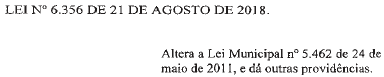 LEI Nº 6.356 DE 21 DE AGOSTO DE 2018.
Altera a Lei Municipal nº 5.462 de 24 de
maio de 2011, e dá outras providências.